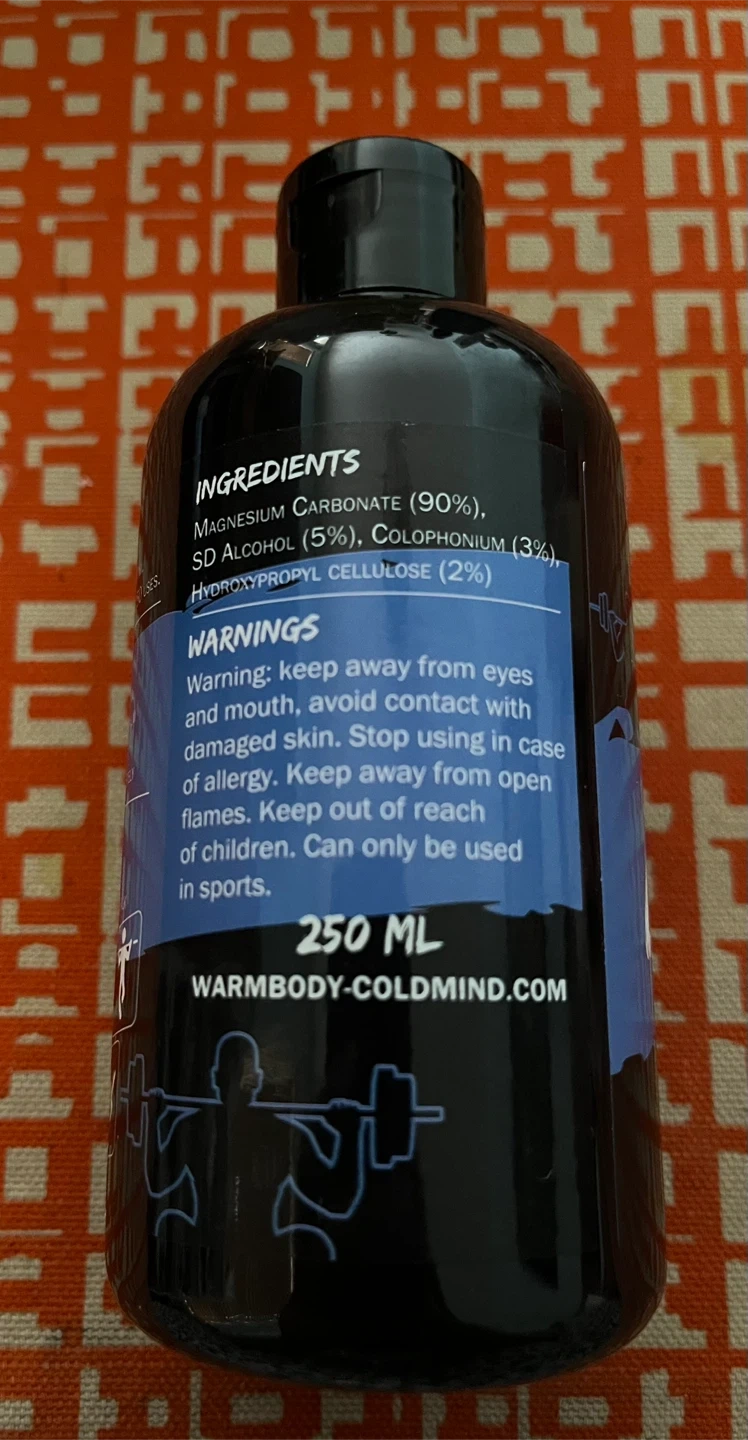 INGREDIENTS
MAGNESIUM CARBONATE (90%),
SD ALCOHOL (5%), COLOPHONIUM (3%),
HYDROXYPROPYL CELLULOSE (2%)
WARNINGS
Warning: keep away from eyes
and mouth, avoid contact with
damaged skin. Stop using in case
of allergy. Keep away from open
flames. Keep out of reach
of children. Can only be used
in sports.
250 ML
WARMBODY-COLDMIND.COM